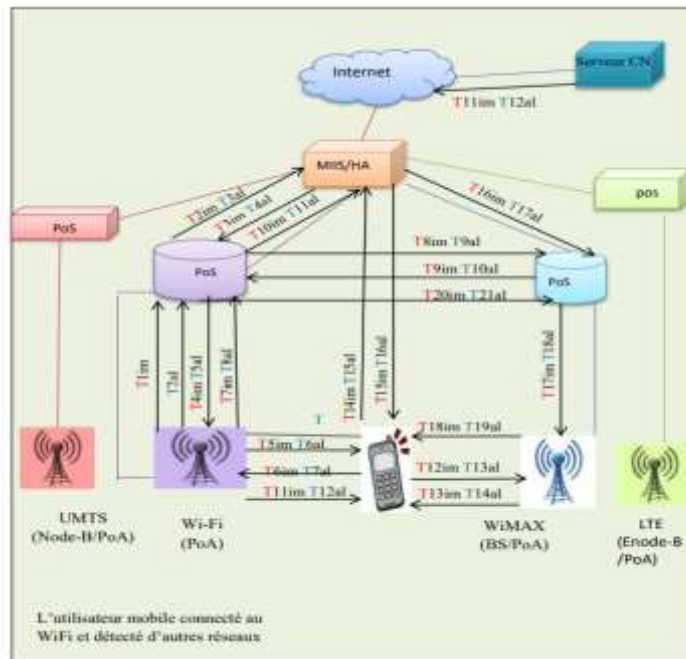 Internet
Serveur CN
T11im T12al
MIIS/HA
PoS
pos
T2im T3al
T3im T4al
T10im T11al
T16im T17al
PoS
T8im T9al
T9im T10al
T20im T21al
PoS
T1im
T2al
T4im T5al
T7im T8al
T14im T15al
T15im T16al
T17im T18al
T
T5im T6al
T6im T7al
T11im T12al
T18im T19al
T12im T13al
T13im T14al
UMTS
(Node-B/PoA)
Wi-Fi
(PoA)
WiMAX
(BS/PoA)
LTE
(Enode-B
/PoA)
L'utilisateur mobile connecté au
WiFi et détecté d'autres réseaux